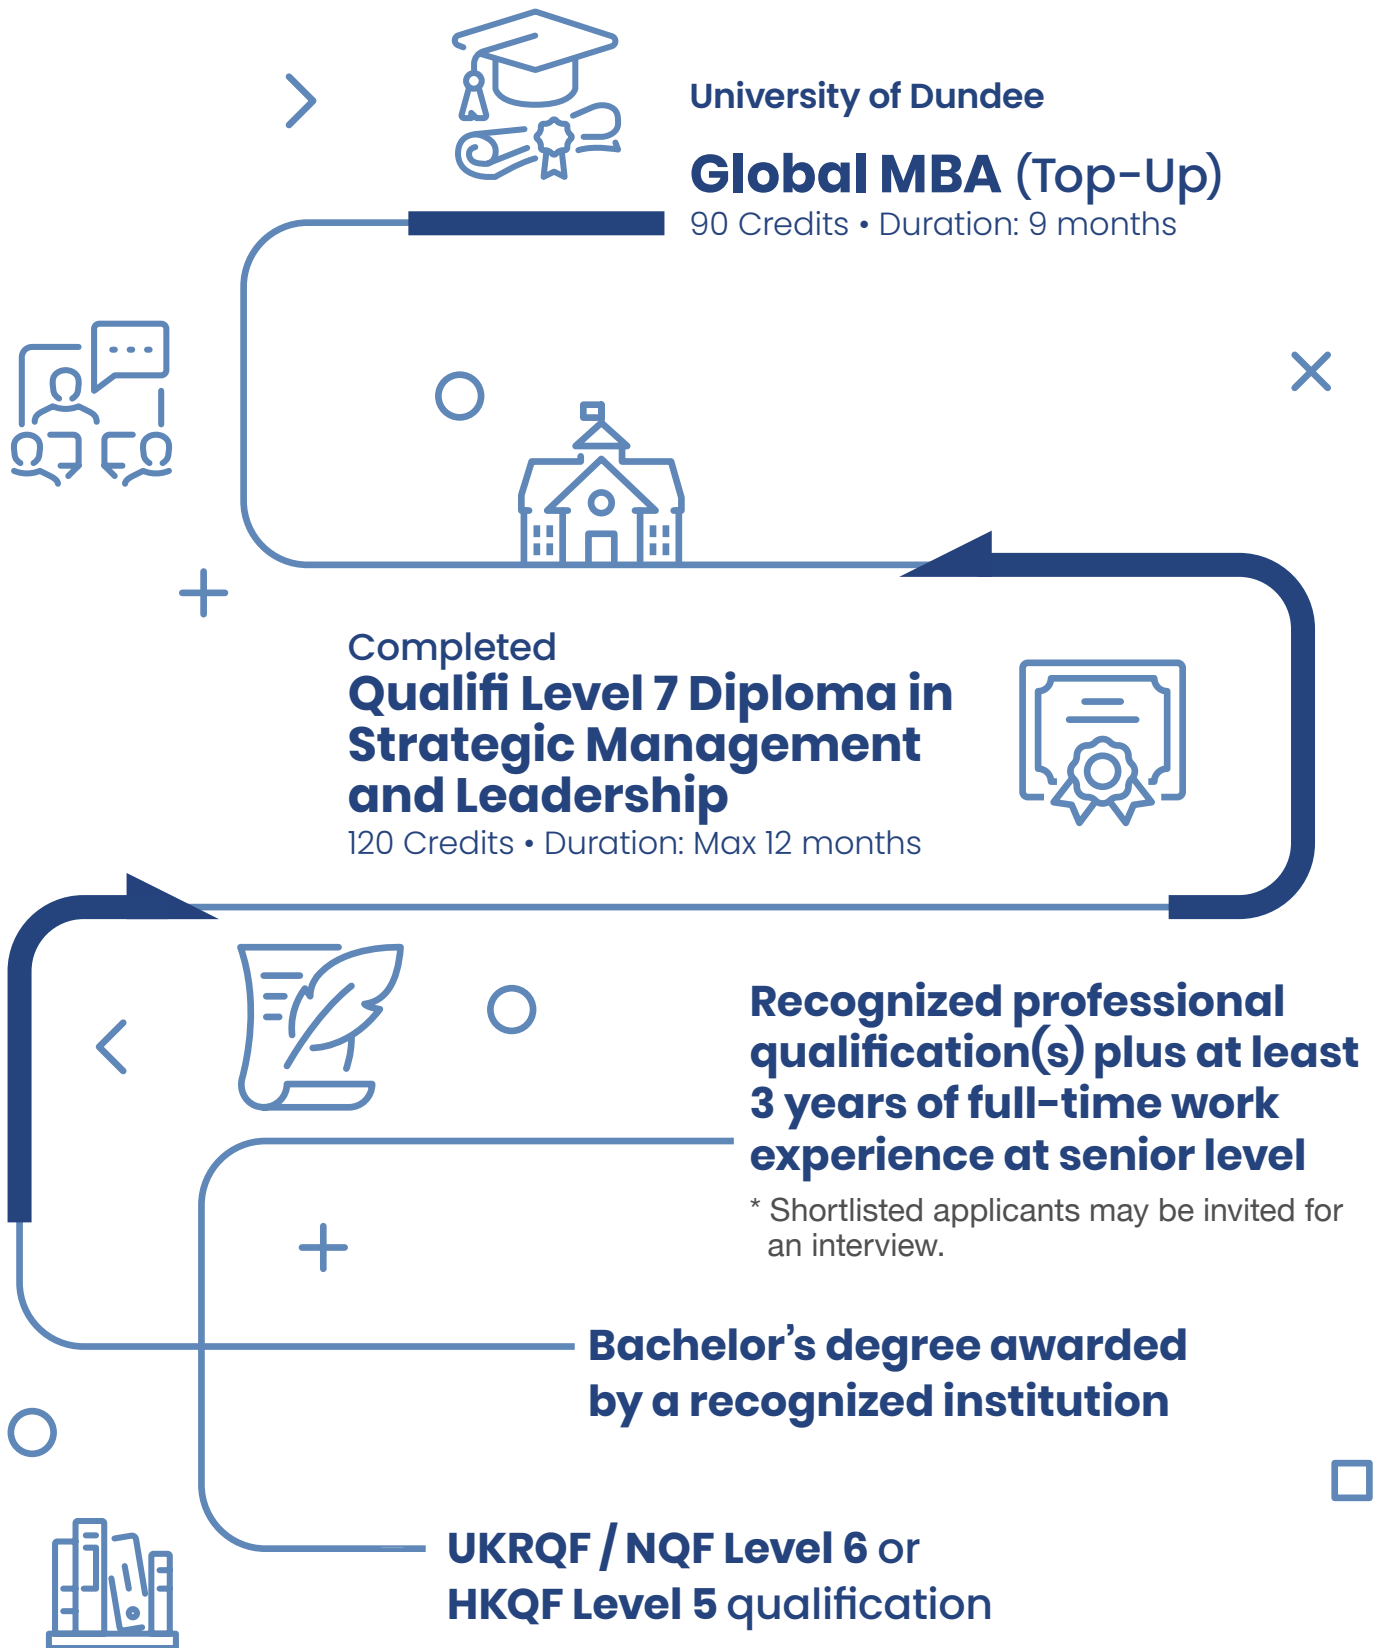 University of Dundee
Global MBA (Top-Up)
90 Credits • Duration: 9 months
Completed
Qualifi Level 7 Diploma in
Strategic Management
and Leadership
120 Credits • Duration: Max 12 months
Recognized professional
qualification(s) plus at least
3 years of full-time work
experience at senior level
* Shortlisted applicants may be invited for
an interview.
Bachelor’s degree awarded
by a recognized institution
UKRQF / NQF Level 6 or
HKQF Level 5 qualification